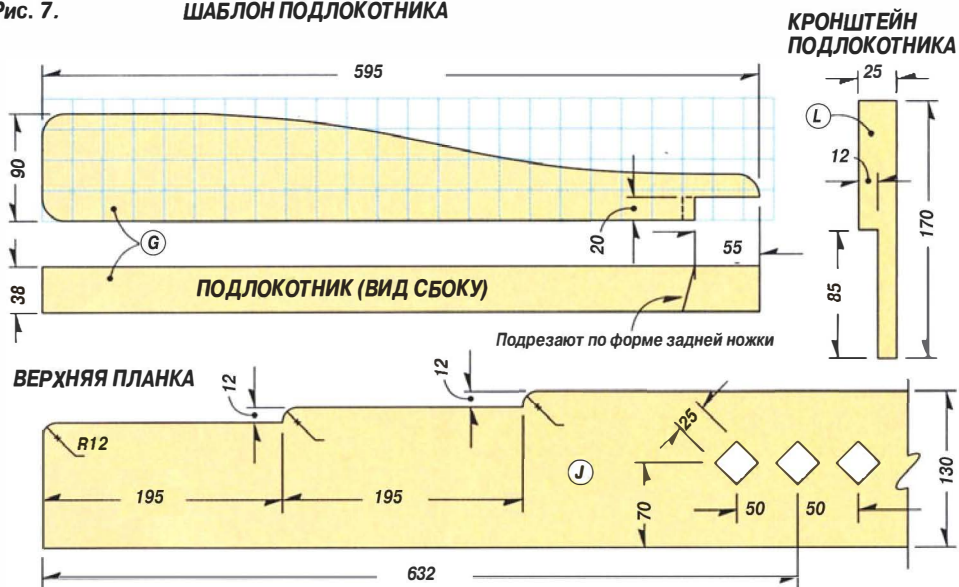 Рис. 7.
ШАБЛОН ПОДЛОКОТНИКА
КРОНШТЕЙН
ПОДЛОКОТНИКА
595
25
L
90
12
170
20
55
G
85
38
ПОДЛОКОТНИК (ВИД СБОКУ)
Подрезают по форме задней ножки
ВЕРХНЯЯ ПЛАНКА
12
12
R12
25
J
195
195
70
50
50
130
632